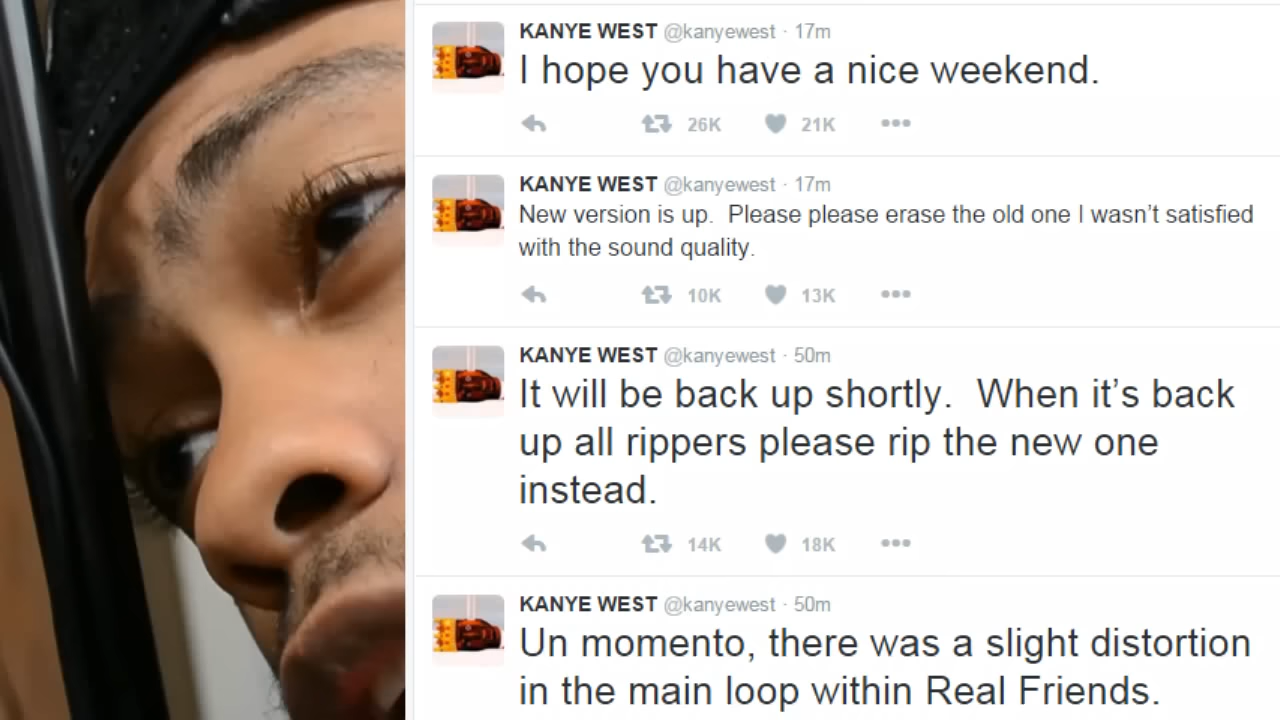 KANYE WEST @kanyewest · 17m
I hope you have a nice weekend.
26K 21K •••
KANYE WEST @kanyewest · 17m
New version is up.  Please please erase the old one I wasn't satisfied
with the sound quality.
10K 13K •••
KANYE WEST @kanyewest · 50m
It will be back up shortly.  When it's back
up all rippers please rip the new one
instead.
14K 18K •••
KANYE WEST @kanyewest · 50m
Un momento, there was a slight distortion
in the main loop within Real Friends.